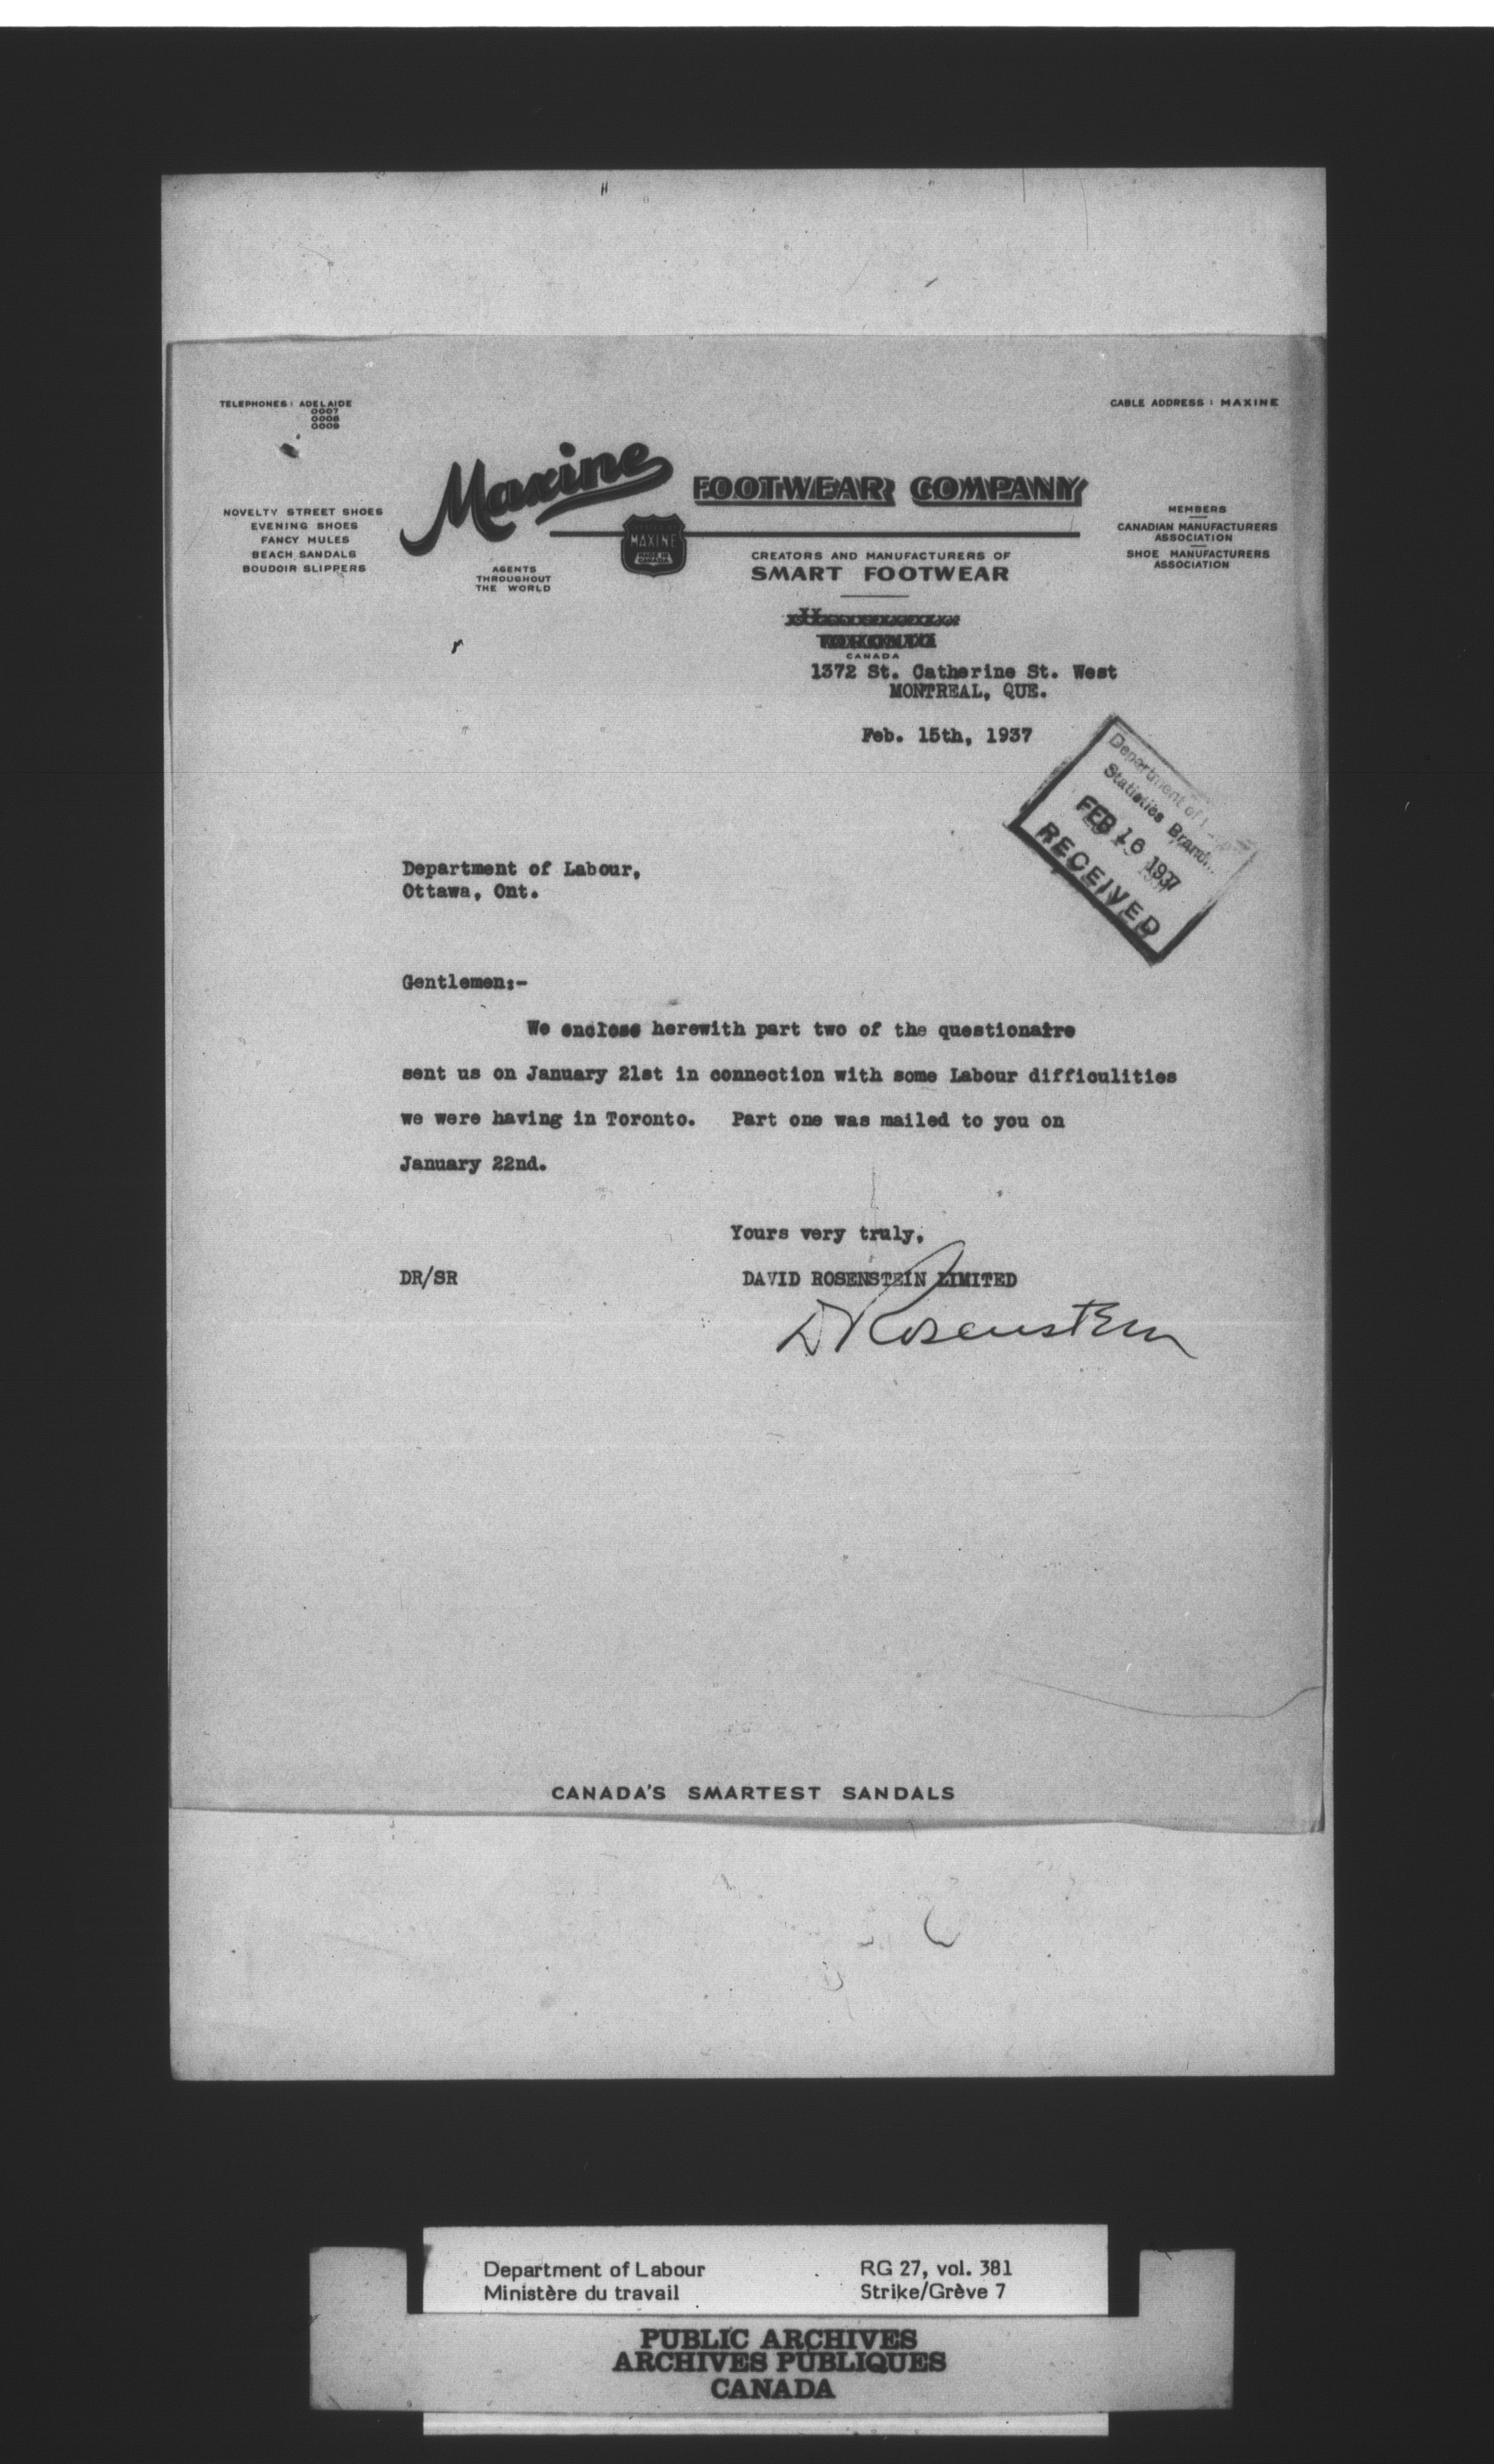 TELEPHONES: ADELAIDE
0007
0008
0009
CABLE ADDRESS: MAXINE
Maxine FOOTWEAR COMPANY
NOVELTY STREET SHOES
EVENING SHOES
FANCY MULES
BEACH SANDALS
BOUDOIR SLIPPERS
AGENTS
THROUGHOUT
THE WORLD
MAXINE
MADE IN
CANADA
CREATORS AND MANUFACTURERS OF
SMART FOOTWEAR
MEMBERS
CANADIAN MANUFACTURERS
ASSOCIATION
SHOE MANUFACTURERS
ASSOCIATION
CANADA
1372 St. Catherine St. West
MONTREAL, QUE.
Feb. 15th, 1937
Department of
Statistics Branch
FEB 16 1937
RECEIVED
Department of Labour,
Ottawa, Ont.
Gentlemen:-
We enclose herewith part two of the questionaire
sent us on January 21st in connection with some Labour difficulities
we were having in Toronto. Part one was mailed to you on
January 22nd.
Yours very truly,
DR/SR DAVID ROSENSTEIN LIMITED
D Rosenstein
CANADA'S SMARTEST SANDALS
Department of Labour RG 27, vol. 381
Ministère du travail Strike/Grève 7
PUBLIC ARCHIVES
ARCHIVES PUBLIQUES
CANADA